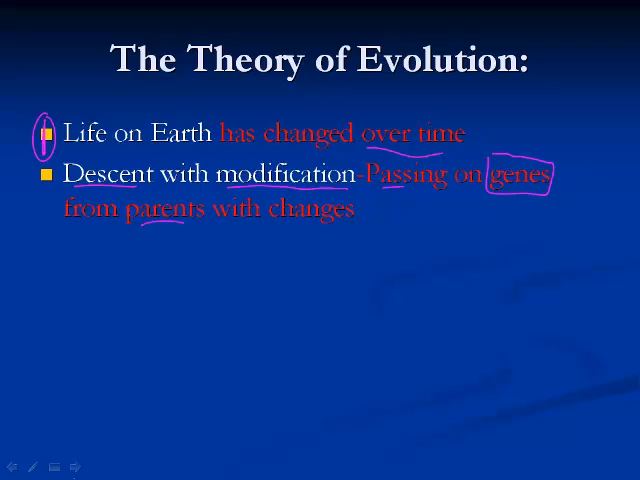 The Theory of Evolution:
Life on Earth has changed over time
Descent with modification-Passing on genes
from parents with changes